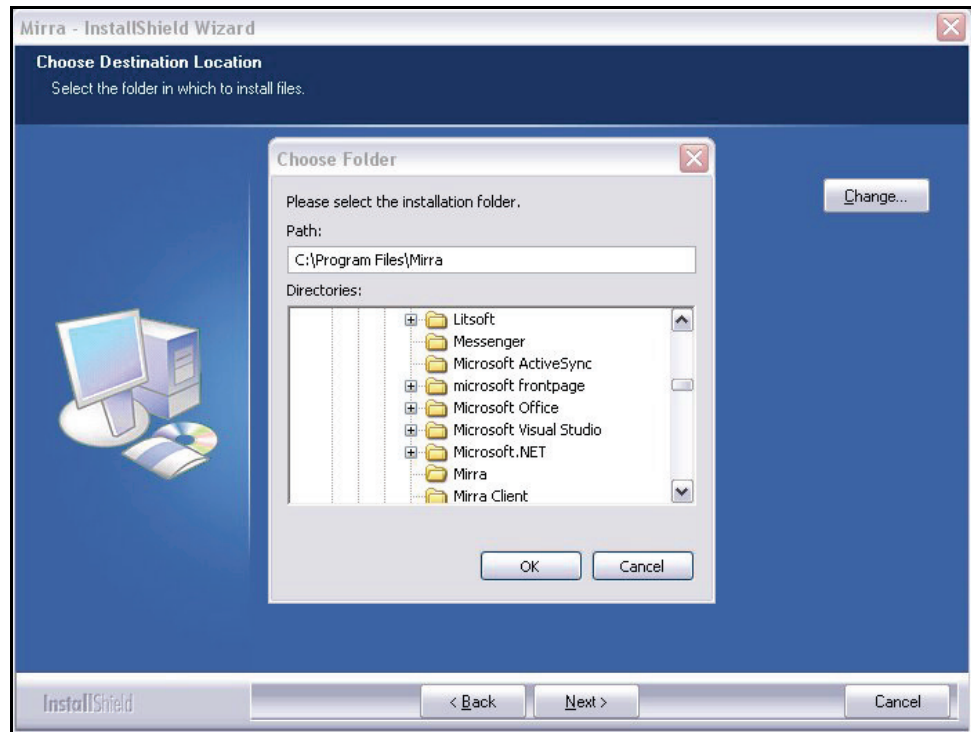 Mirra - InstallShield Wizard
Choose Destination Location
Select the folder in which to install files.
Choose Folder
Please select the installation folder.
Change...
Path:
C:\Program Files\Mirra
Directories:
Litsoft
Messenger
Microsoft ActiveSync
microsoft frontpage
Microsoft Office
Microsoft Visual Studio
Microsoft.NET
Mirra
Mirra Client
OK Cancel
InstallShield
< Back Next > Cancel